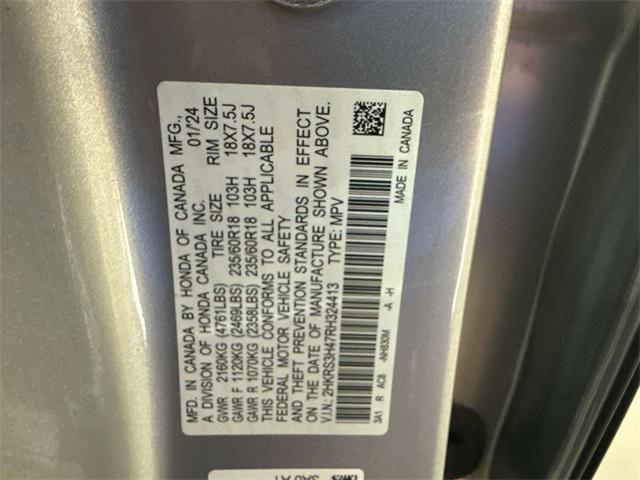 MFD. IN CANADA BY HONDA OF CANADA MFG.,
A DIVISION OF HONDA CANADA INC. 01/24
GVWR 2160KG (4761LBS) TIRE SIZE RIM SIZE
GAWR F 1120KG (2469LBS) 235/60R18 103H 18X7.5J
GAWR R 1070KG (2358LBS) 235/60R18 103H 18X7.5J
THIS VEHICLE CONFORMS TO ALL APPLICABLE
FEDERAL MOTOR VEHICLE SAFETY
AND THEFT PREVENTION STANDARDS IN EFFECT
ON THE DATE OF MANUFACTURE SHOWN ABOVE.
V.I.N.: 2HKRS3H47RH324413 TYPE: MPV
3A1 R AC8 -NH830M -A -H
MADE IN CANADA